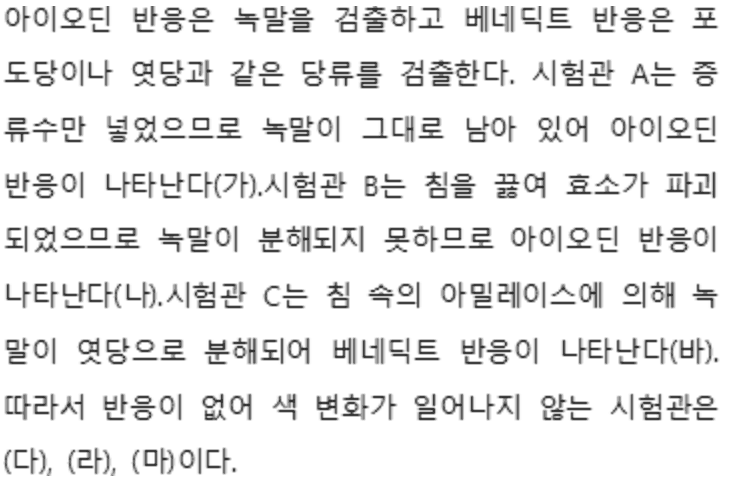 아이오딘 반응은 녹말을 검출하고 베네딕트 반응은 포
도당이나 엿당과 같은 당류를 검출한다. 시험관 A는 증
류수만 넣었으므로 녹말이 그대로 남아 있어 아이오딘
반응이 나타난다(가).시험관 B는 침을 끓여 효소가 파괴
되었으므로 녹말이 분해되지 못하므로 아이오딘 반응이
나타난다(나).시험관 C는 침 속의 아밀레이스에 의해 녹
말이 엿당으로 분해되어 베네딕트 반응이 나타난다(바).
따라서 반응이 없어 색 변화가 일어나지 않는 시험관은
(다), (라), (마)이다.